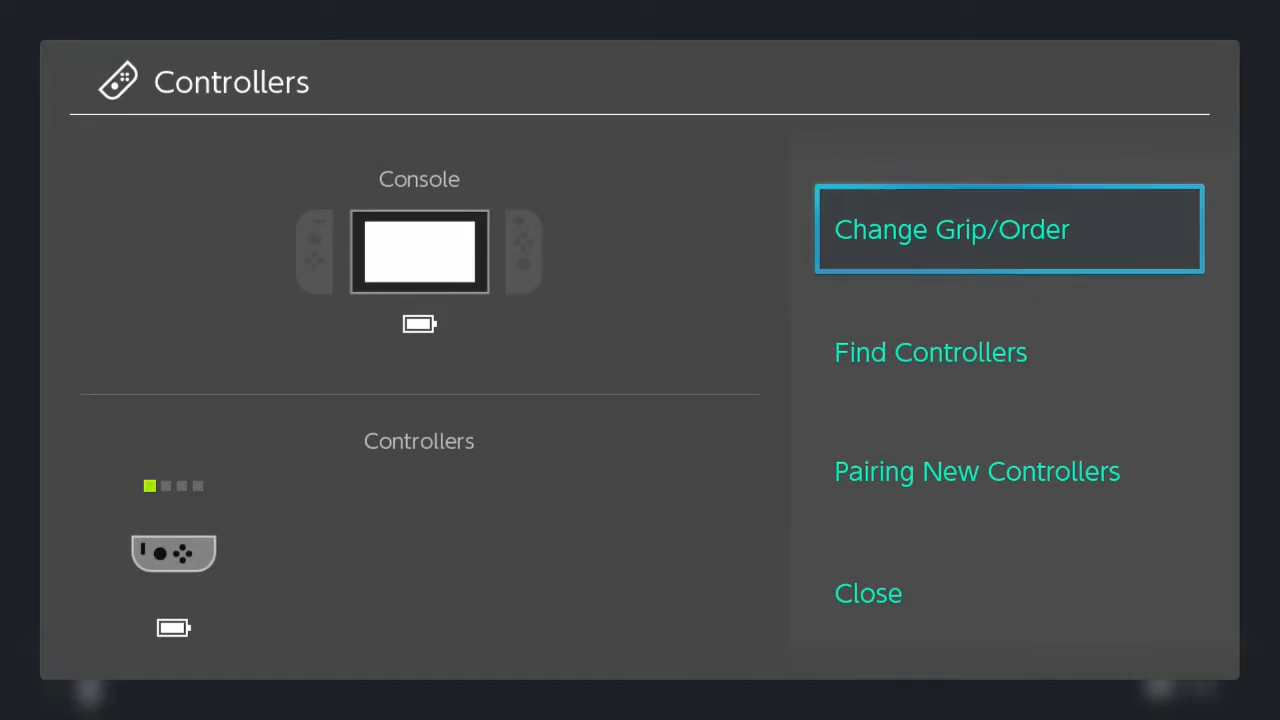 Controllers
Console
Controllers
Change Grip/Order
Find Controllers
Pairing New Controllers
Close